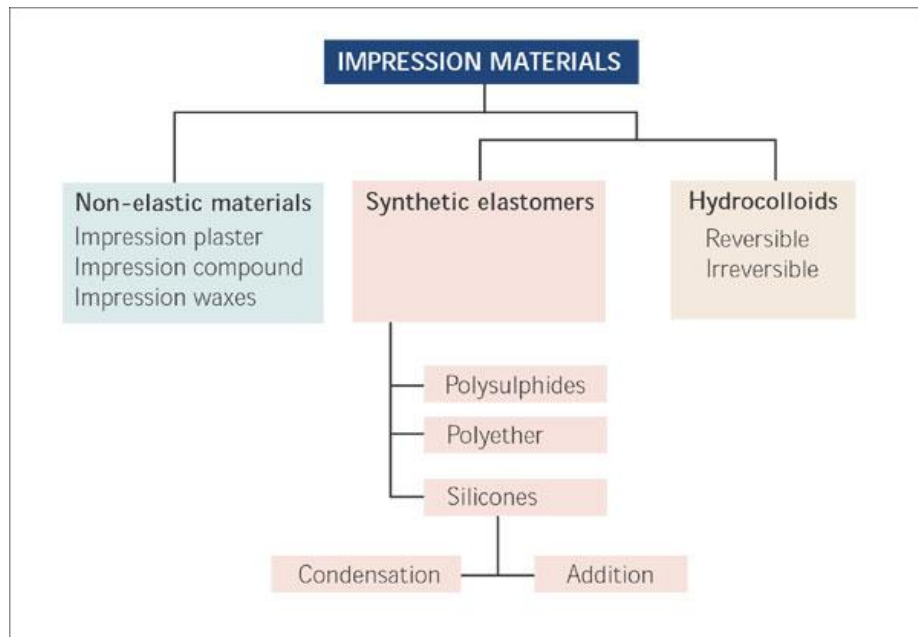 IMPRESSION MATERIALS
Non-elastic materials
Impression plaster
Impression compound
Impression waxes
Synthetic elastomers
Hydrocolloids
Reversible
Irreversible
Polysulphides
Polyether
Silicones
Condensation
Addition